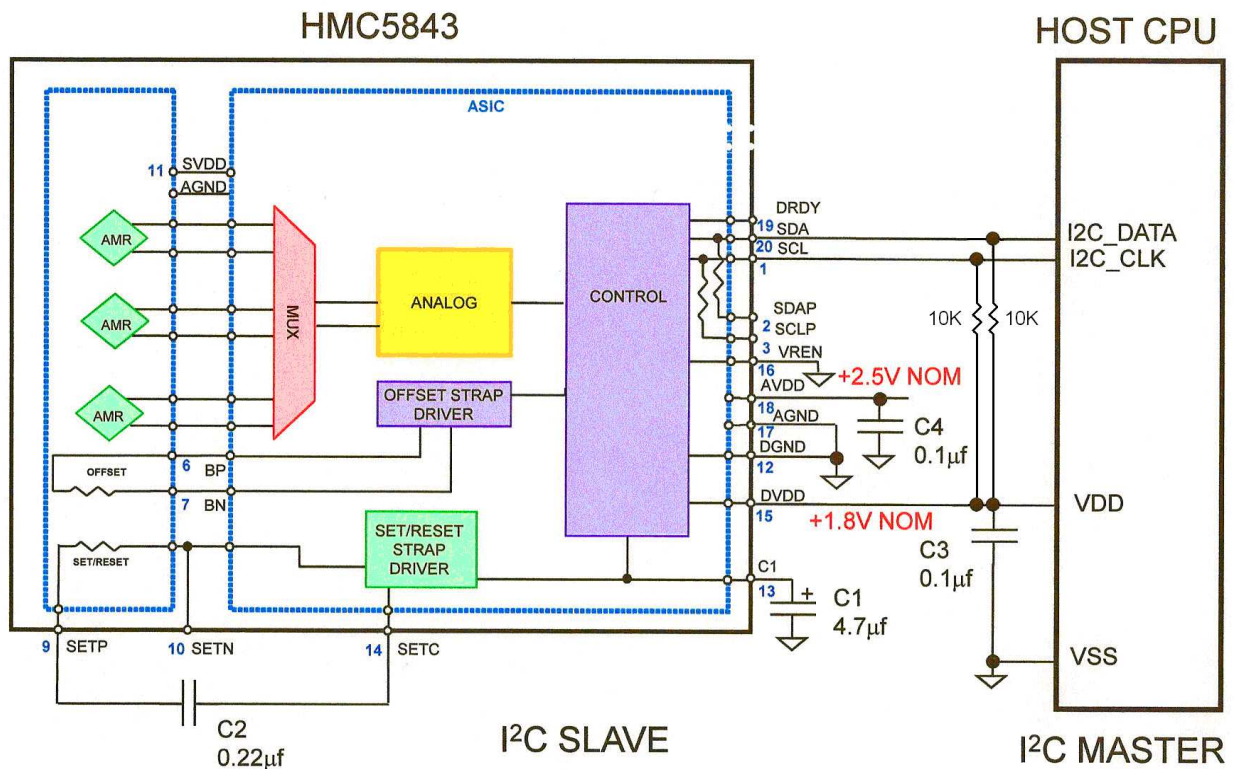 HMC5843
HOST CPU
ASIC
11 SVDD
AGND
AMR
AMR
AMR
MUX
ANALOG
CONTROL
OFFSET STRAP
DRIVER
SET/RESET
STRAP
DRIVER
OFFSET
6 BP
7 BN
SET/RESET
DRDY
19 SDA
20 SCL
1
SDAP
2 SCLP
3 VREN
16
AVDD
18 AGND
17
DGND
12
DVDD
15
C1
13
+2.5V NOM
C4
0.1µf
+1.8V NOM
C3
0.1µf
+
C1
4.7µf
10K
10K
I2C_DATA
I2C_CLK
VDD
VSS
9 SETP
10 SETN
14 SETC
C2
0.22µf
I²C SLAVE
I²C MASTER